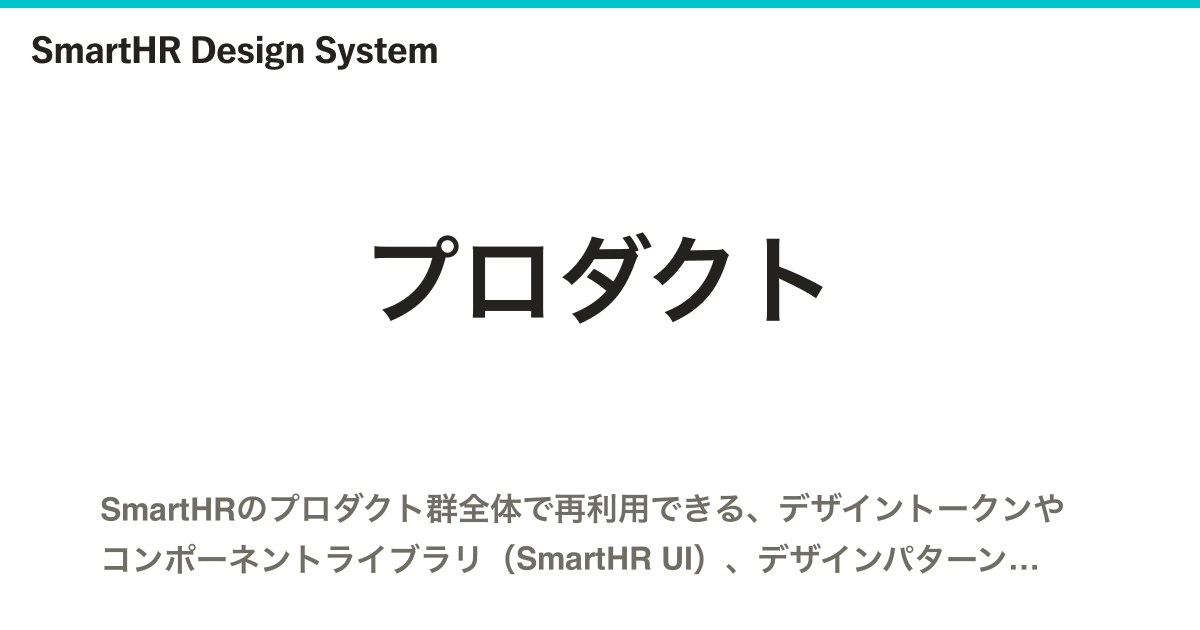 SmartHR Design System
プロダクト
SmartHRのプロダクト群全体で再利用できる、デザイントークンや
コンポーネントライブラリ（SmartHR UI）、デザインパターン…